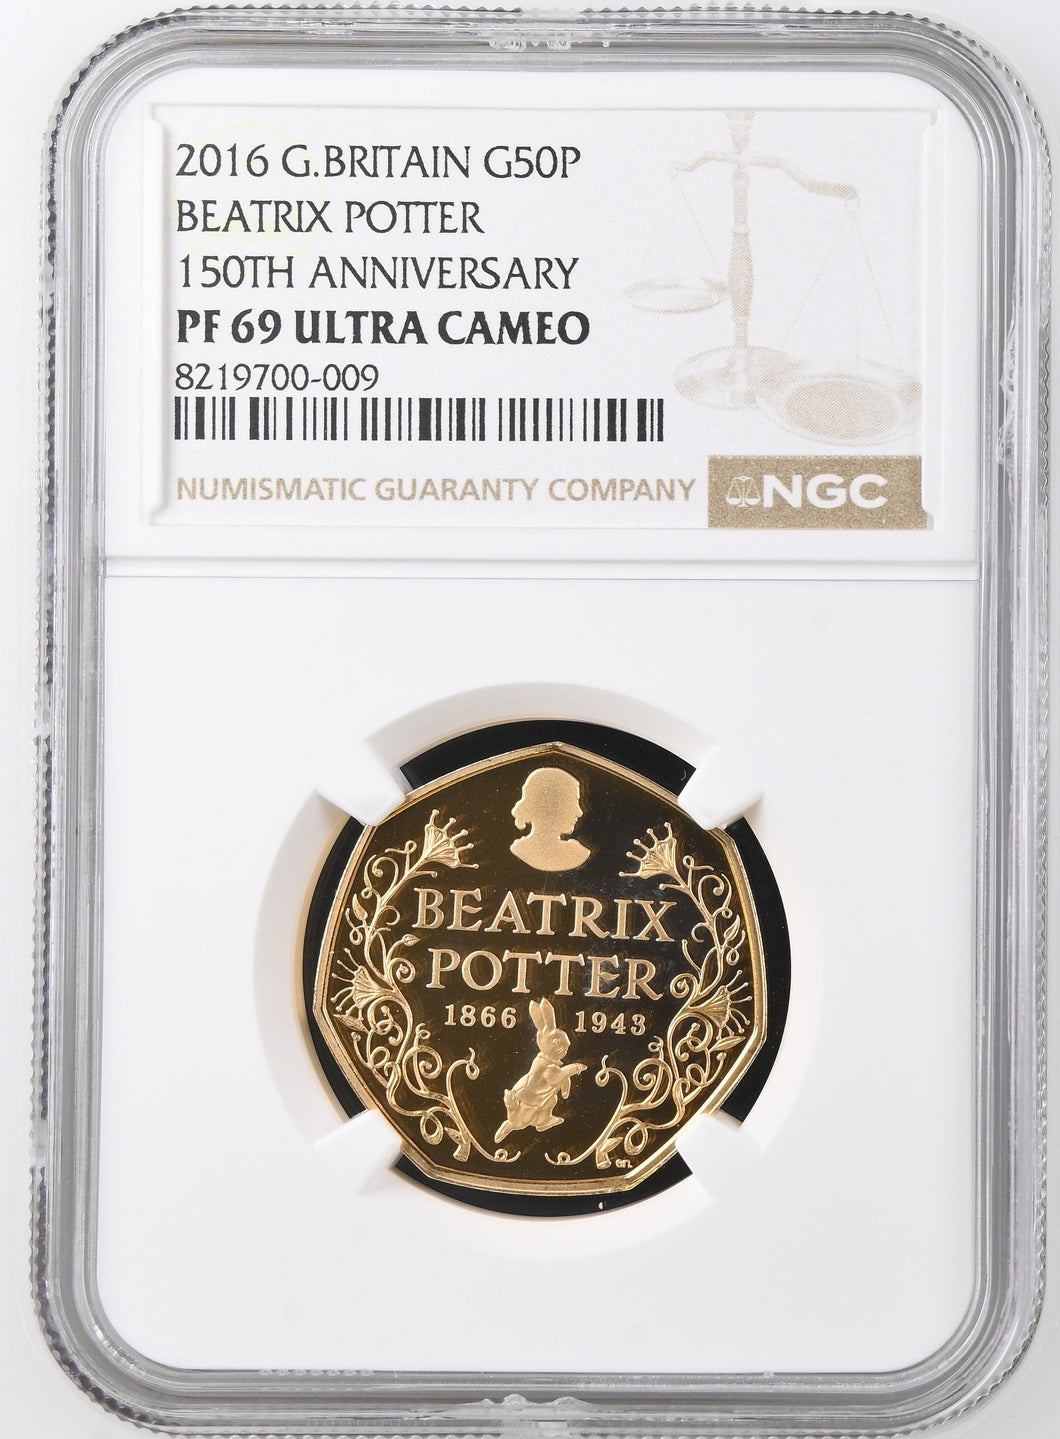 2016 G.BRITAIN G50P
BEATRIX POTTER
150TH ANNIVERSARY
PF 69 ULTRA CAMEO
8219700-009
NUMISMATIC GUARANTY COMPANY NGC
BEATRIX
POTTER
1866 1943
en.